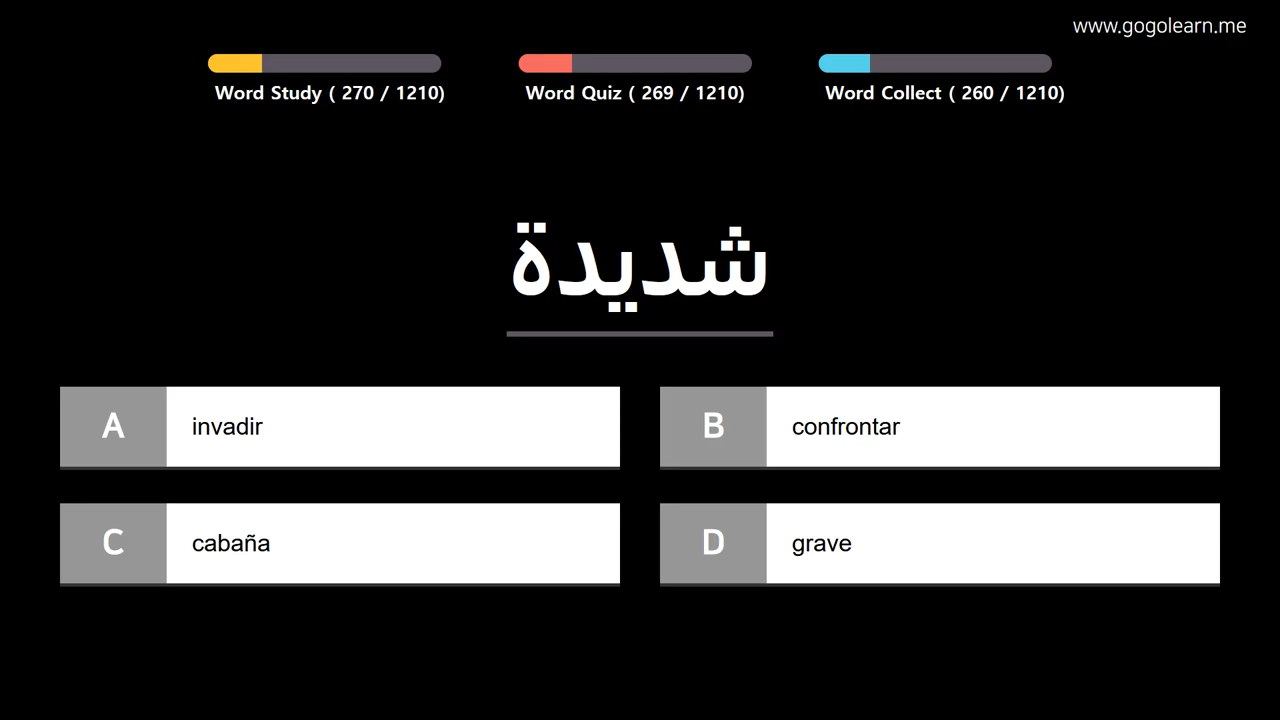 www.gogolearn.me
Word Study ( 270 / 1210)
Word Quiz ( 269 / 1210)
Word Collect ( 260 / 1210)
شديدة
A invadir
B confrontar
C cabaña
D grave